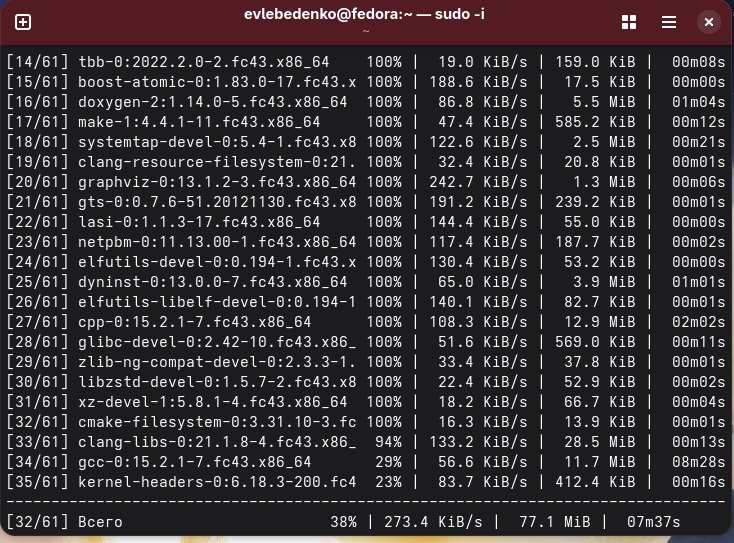 evlebedenko@fedora:~ — sudo -i
~
[14/61] tbb-0:2022.2.0-2.fc43.x86_64 100% | 19.0 KiB/s | 159.0 KiB | 00m08s
[15/61] boost-atomic-0:1.83.0-17.fc43.x 100% | 188.6 KiB/s | 17.5 KiB | 00m00s
[16/61] doxygen-2:1.14.0-5.fc43.x86_64 100% | 86.8 KiB/s | 5.5 MiB | 01m04s
[17/61] make-1:4.4.1-11.fc43.x86_64 100% | 47.4 KiB/s | 585.2 KiB | 00m12s
[18/61] systemtap-devel-0:5.4-1.fc43.x8 100% | 122.6 KiB/s | 2.5 MiB | 00m21s
[19/61] clang-resource-filesystem-0:21. 100% | 32.4 KiB/s | 20.8 KiB | 00m01s
[20/61] graphviz-0:13.1.2-3.fc43.x86_64 100% | 242.7 KiB/s | 1.3 MiB | 00m06s
[21/61] gts-0:0.7.6-51.20121130.fc43.x8 100% | 191.2 KiB/s | 239.2 KiB | 00m01s
[22/61] lasi-0:1.1.3-17.fc43.x86_64 100% | 144.4 KiB/s | 55.0 KiB | 00m00s
[23/61] netpbm-0:11.13.00-1.fc43.x86_64 100% | 117.4 KiB/s | 187.7 KiB | 00m02s
[24/61] elfutils-devel-0:0.194-1.fc43.x 100% | 130.4 KiB/s | 53.2 KiB | 00m00s
[25/61] dyninst-0:13.0.0-7.fc43.x86_64 100% | 65.0 KiB/s | 3.9 MiB | 01m01s
[26/61] elfutils-libelf-devel-0:0.194-1 100% | 140.1 KiB/s | 82.7 KiB | 00m01s
[27/61] cpp-0:15.2.1-7.fc43.x86_64 100% | 108.3 KiB/s | 12.9 MiB | 02m02s
[28/61] glibc-devel-0:2.42-10.fc43.x86_ 100% | 51.6 KiB/s | 569.0 KiB | 00m11s
[29/61] zlib-ng-compat-devel-0:2.3.3-1. 100% | 33.4 KiB/s | 37.8 KiB | 00m01s
[30/61] libzstd-devel-0:1.5.7-2.fc43.x8 100% | 22.4 KiB/s | 52.9 KiB | 00m02s
[31/61] xz-devel-1:5.8.1-4.fc43.x86_64 100% | 18.2 KiB/s | 66.7 KiB | 00m04s
[32/61] cmake-filesystem-0:3.31.10-3.fc 100% | 16.3 KiB/s | 13.9 KiB | 00m01s
[33/61] clang-libs-0:21.1.8-4.fc43.x86_ 94% | 133.2 KiB/s | 28.5 MiB | 00m13s
[34/61] gcc-0:15.2.1-7.fc43.x86_64 29% | 56.6 KiB/s | 11.7 MiB | 08m28s
[35/61] kernel-headers-0:6.18.3-200.fc4 23% | 83.7 KiB/s | 412.4 KiB | 00m16s
--------------------------------------------------------------------------------
[32/61] Всего 38% | 273.4 KiB/s | 77.1 MiB | 07m37s